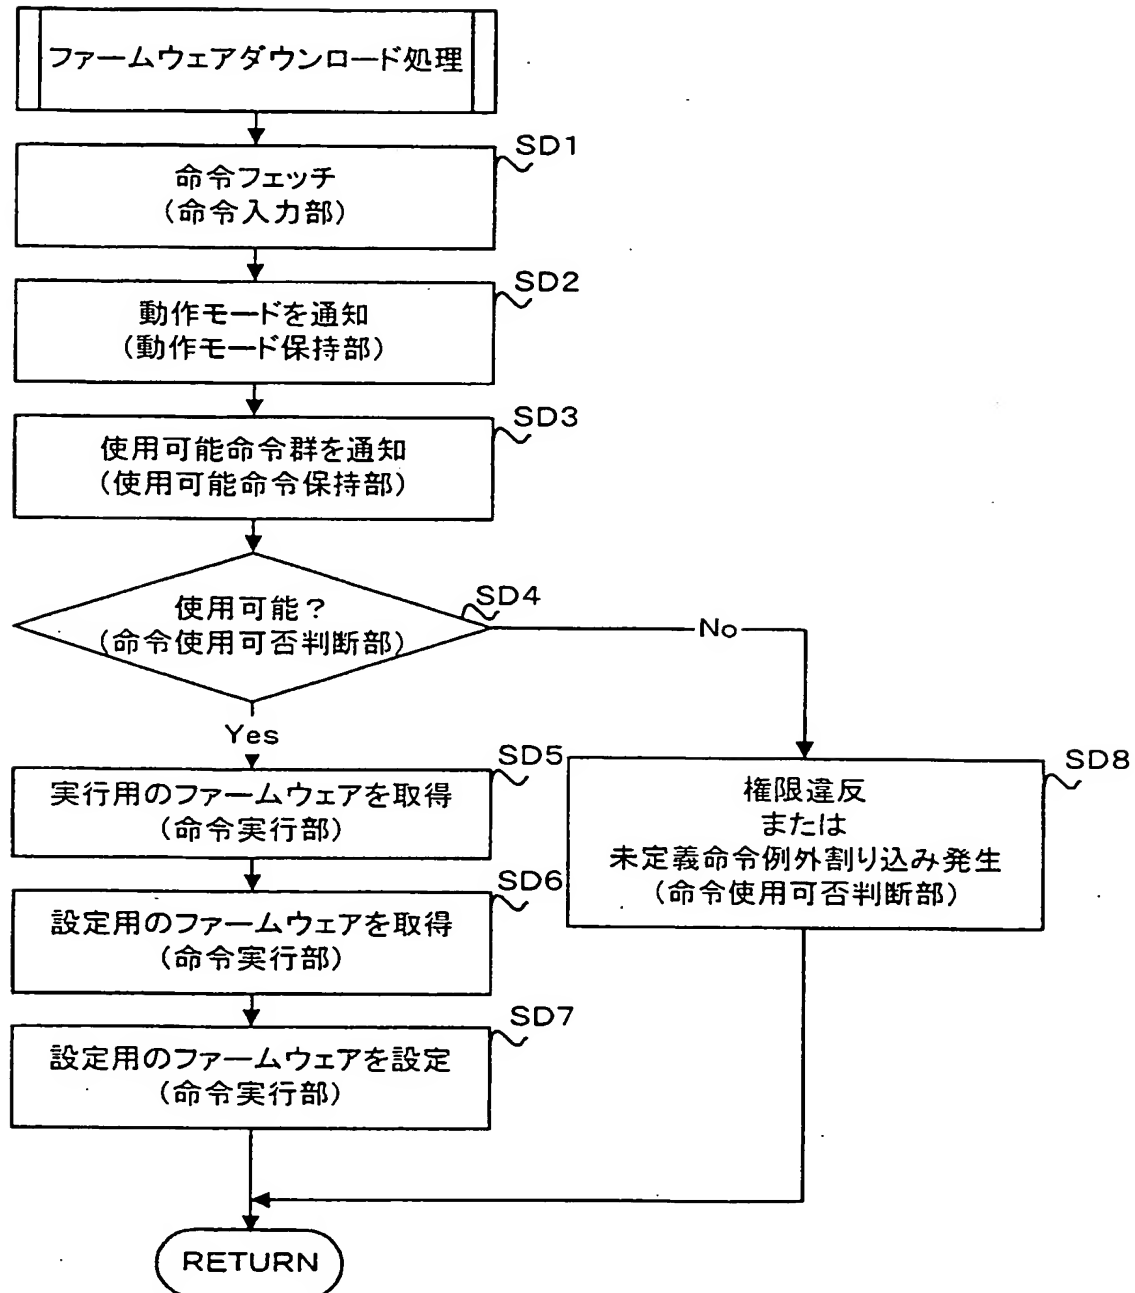 ファームウェアダウンロード処理
SD1
命令フェッチ
(命令入力部)
SD2
動作モードを通知
(動作モード保持部)
SD3
使用可能命令群を通知
(使用可能命令保持部)
SD4
使用可能?
(命令使用可否判断部)
No
Yes
SD5
実行用のファームウェアを取得
(命令実行部)
SD8
権限違反
または
未定義命令例外割り込み発生
(命令使用可否判断部)
SD6
設定用のファームウェアを取得
(命令実行部)
SD7
設定用のファームウェアを設定
(命令実行部)
RETURN